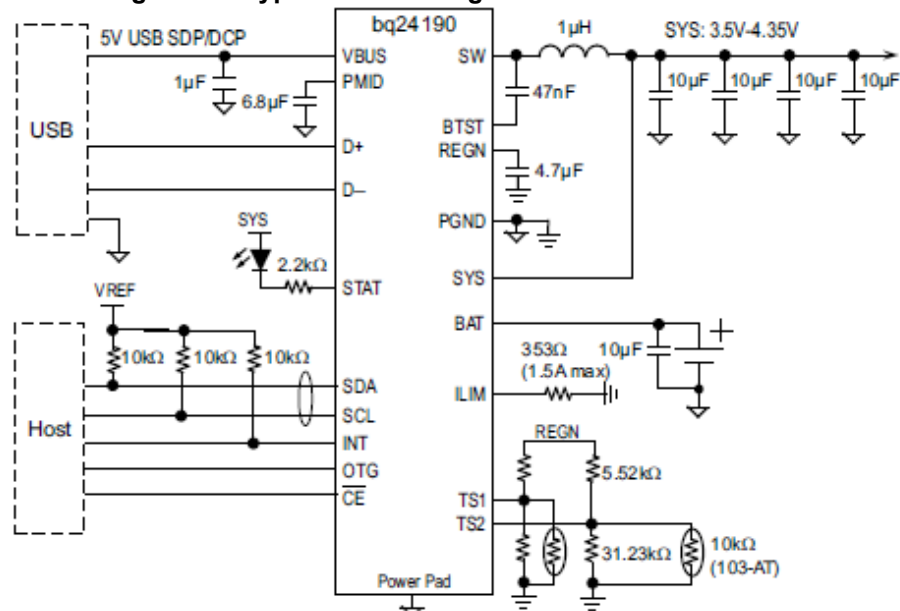 bq24190
5V USB SDP/DCP
VBUS
SW
1µH
SYS: 3.5V-4.35V
1µF
PMID
6.8µF
47nF
10µF
10µF
10µF
10µF
USB
BTST
D+
REGN
4.7µF
D–
SYS
PGND
2.2kΩ
STAT
SYS
VREF
BAT
10kΩ
10kΩ
10kΩ
353Ω
(1.5A max)
10µF
SDA
ILIM
SCL
Host
INT
REGN
OTG
5.52kΩ
CE
TS1
TS2
31.23kΩ
10kΩ
(103-AT)
Power Pad